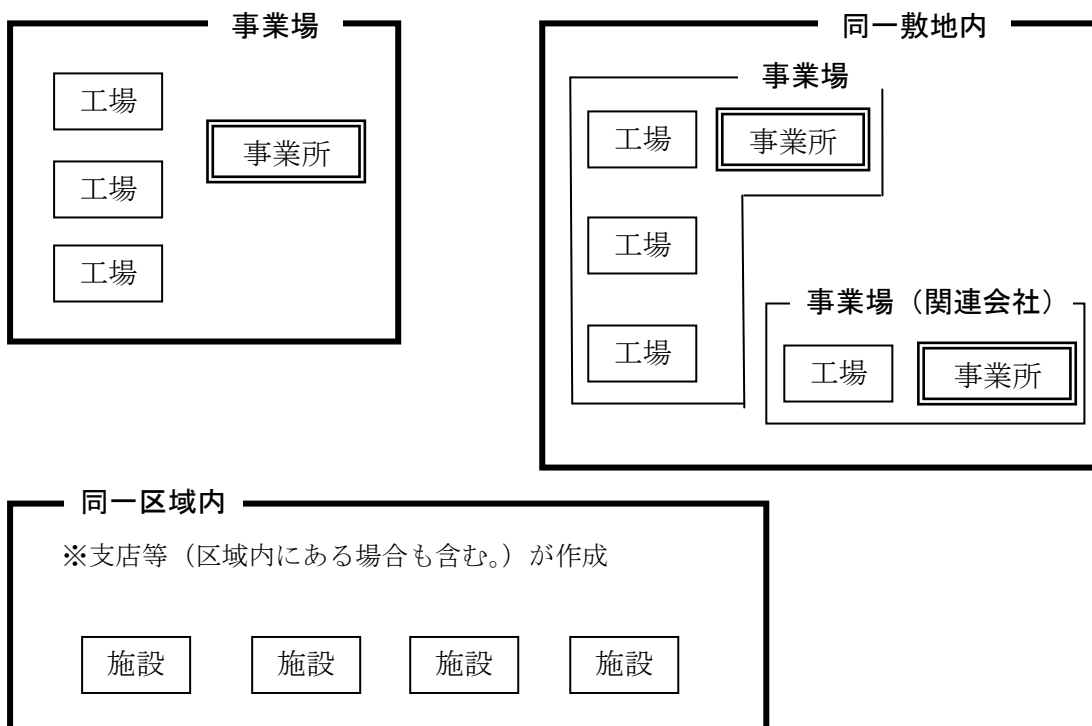 事業場
工場
事業所
工場
工場
同一敷地内
事業場
工場
事業所
工場
工場
事業場（関連会社）
工場
事業所
同一区域内
※支店等（区域内にある場合も含む。）が作成
施設
施設
施設
施設